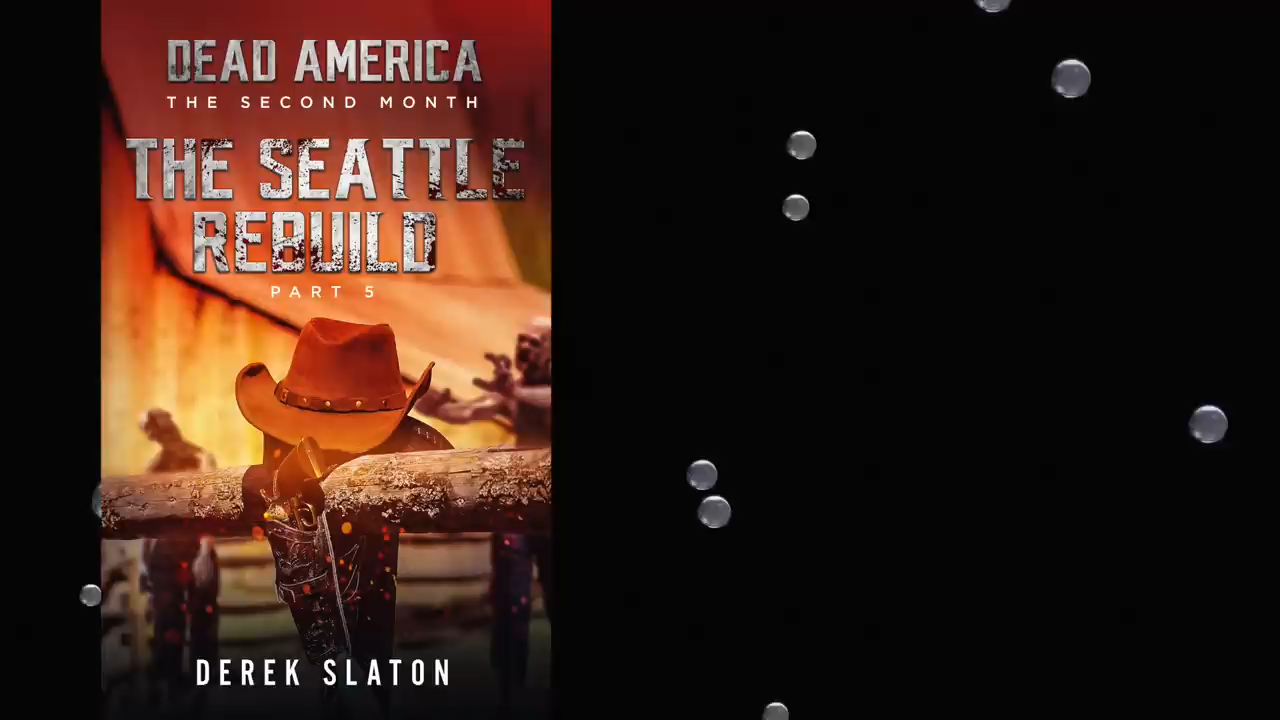 DEAD AMERICA
THE SECOND MONTH
THE SEATTLE
REBUILD
PART 5
DEREK SLATON